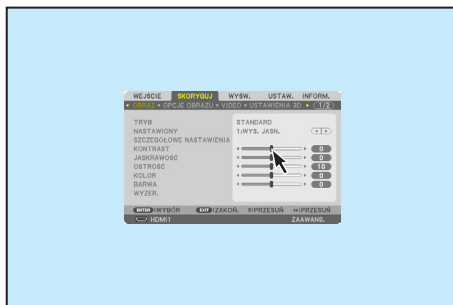 WEJŚCIE SKORYGUJ WYŚW. USTAW. INFORM.
OBRAZ • OPCJE OBRAZU • VIDEO • USTAWIENIA 3D 1/2
TRYB STANDARD
NASTAWIONY 1:WYS. JASN.
SZCZEGÓŁOWE NASTAWIENIA
KONTRAST 0
JASKRAWOŚĆ 0
OSTROŚĆ 10
KOLOR 0
BARWA 0
WYZER.
ENTER :WYBÓR EXIT :ZAKOŃ. :PRZESUŃ :PRZESUŃ
HDMI1 ZAAWANS.